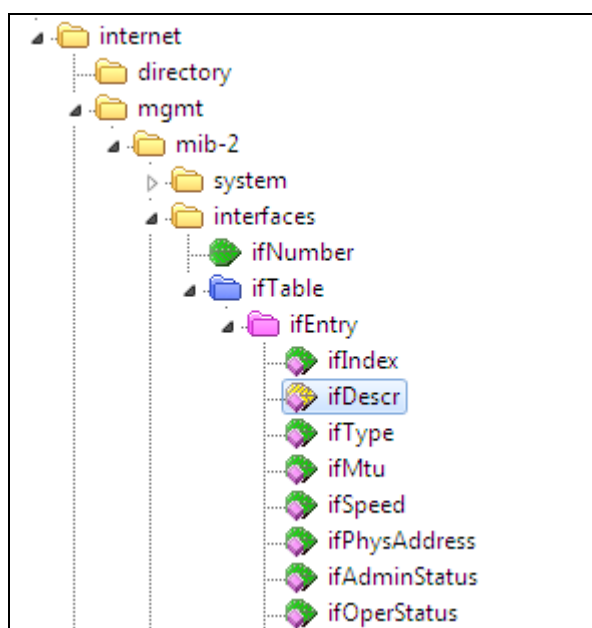 internet
directory
mgmt
mib-2
system
interfaces
ifNumber
ifTable
ifEntry
ifIndex
ifDescr
ifType
ifMtu
ifSpeed
ifPhysAddress
ifAdminStatus
ifOperStatus